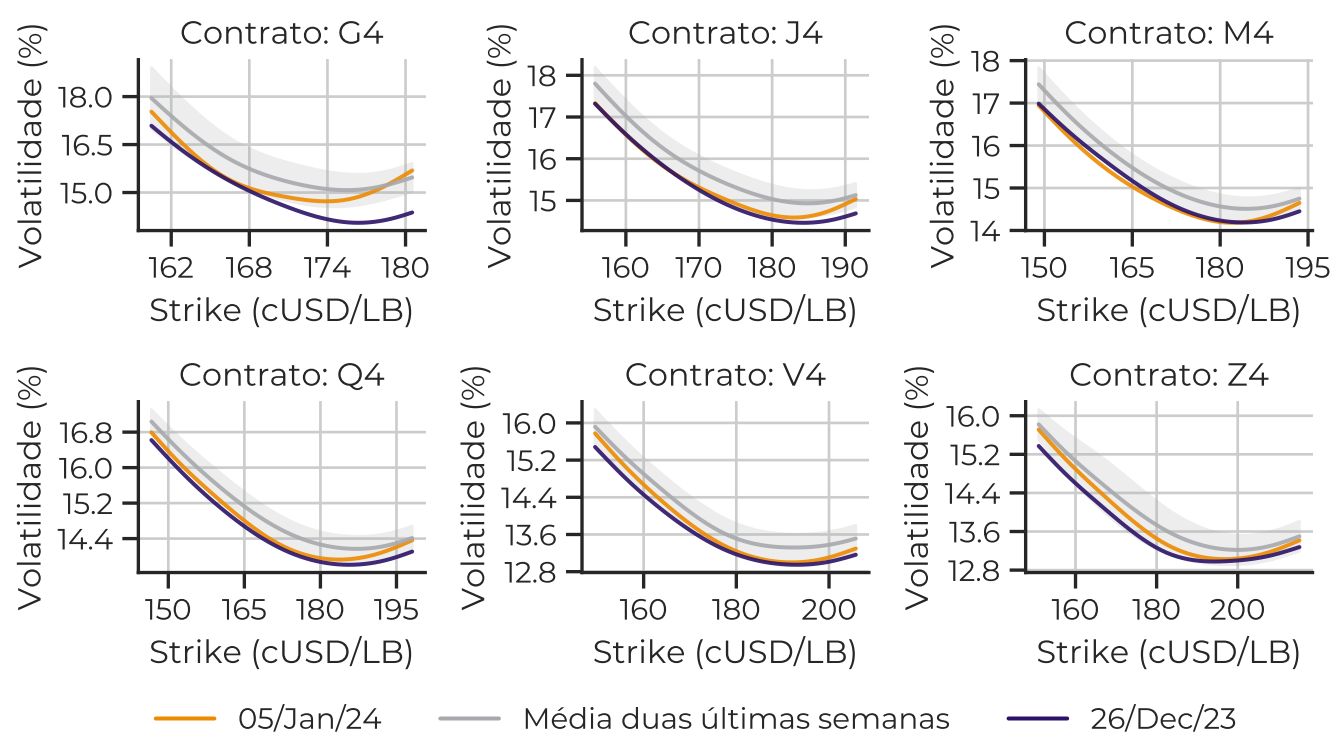 Contrato: G4
Contrato: J4
Contrato: M4
Volatilidade (%)
18.0
16.5
15.0
162 168 174 180
Strike (cUSD/LB)
Volatilidade (%)
18
17
16
15
160 170 180 190
Strike (cUSD/LB)
Volatilidade (%)
18
17
16
15
14
150 165 180 195
Strike (cUSD/LB)
Contrato: Q4
Contrato: V4
Contrato: Z4
Volatilidade (%)
16.8
16.0
15.2
14.4
150 165 180 195
Strike (cUSD/LB)
Volatilidade (%)
16.0
15.2
14.4
13.6
12.8
160 180 200
Strike (cUSD/LB)
Volatilidade (%)
16.0
15.2
14.4
13.6
12.8
160 180 200
Strike (cUSD/LB)
05/Jan/24 Média duas últimas semanas 26/Dec/23